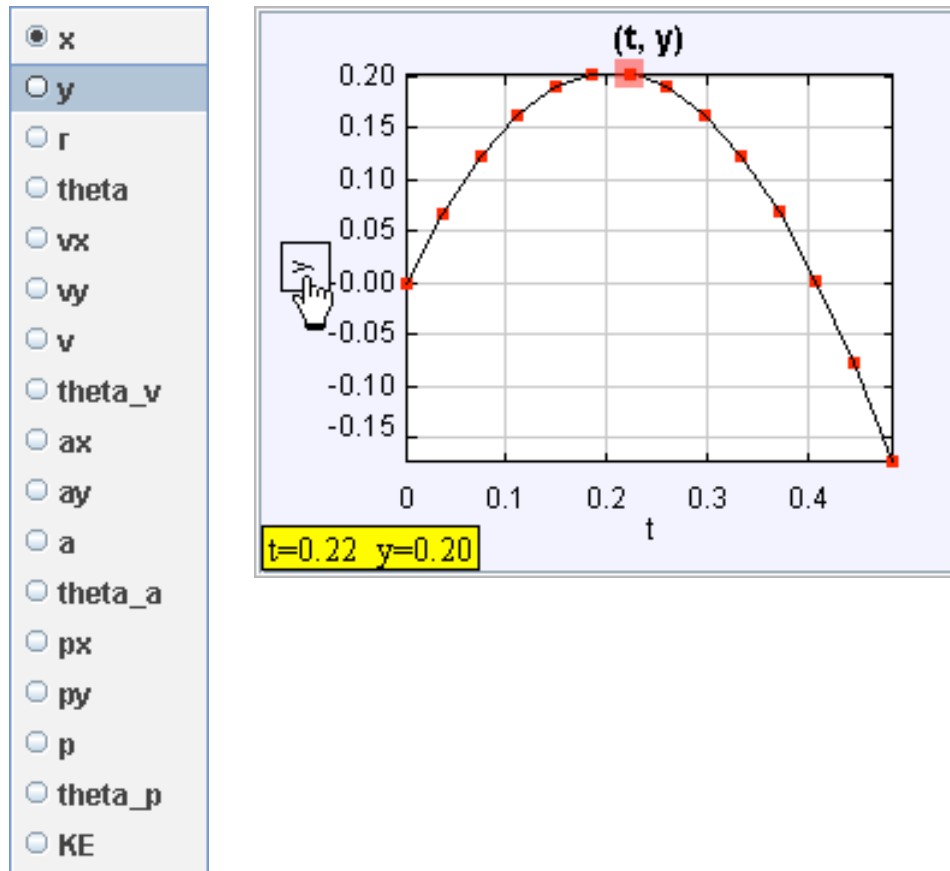 x
y
r
theta
vx
vy
v
theta_v
ax
ay
a
theta_a
px
py
p
theta_p
KE
(t, y)
0.20
0.15
0.10
0.05
-0.00
-0.05
-0.10
-0.15
y
0 0.1 0.2 0.3 0.4
t
t=0.22 y=0.20